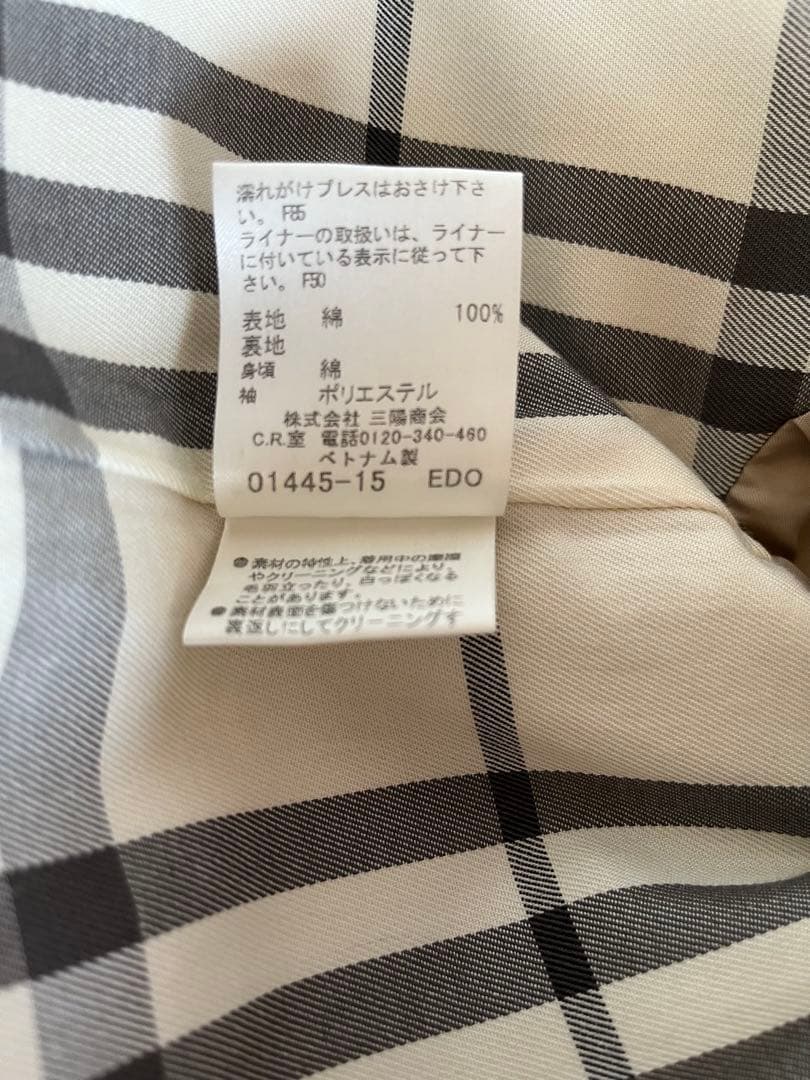 濡れがけプレスはおさけ下さ
い。 F85
ライナーの取扱いは、ライナー
に付いている表示に従って下
さい。 F50
表地 綿 100%
裏地
身頃 綿
袖 ポリエステル
株式会社 三陽商会
C.R.室 電話0120-340-460
ベトナム製
01445-15 EDO
●素材の特性上、着用中の摩擦
やクリーニングなどにより、
毛羽立ったり、白っぽくなる
ことがあります。
●素材表面を傷つけないために
裏返しにしてクリーニングす